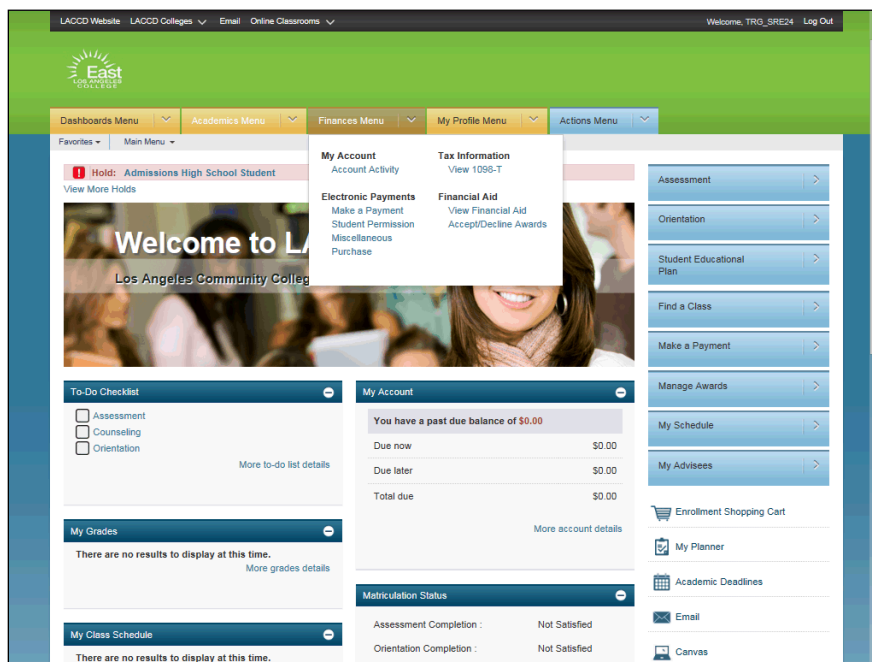 LACCD Website LACCD Colleges Email Online Classrooms Welcome, TRG_SRE24 Log Out
East
LOS ANGELES
COLLEGE
Dashboards Menu Academics Menu Finances Menu My Profile Menu Actions Menu
Favorites Main Menu
My Account
Account Activity
Electronic Payments
Make a Payment
Student Permission
Miscellaneous
Purchase
Tax Information
View 1098-T
Financial Aid
View Financial Aid
Accept/Decline Awards
! Hold: Admissions High School Student
View More Holds
Welcome to LA
Los Angeles Community Colleg
Assessment
Orientation
Student Educational
Plan
Find a Class
Make a Payment
Manage Awards
My Schedule
My Advisees
To-Do Checklist
Assessment
Counseling
Orientation
More to-do list details
My Account
You have a past due balance of $0.00
Due now $0.00
Due later $0.00
Total due $0.00
More account details
Enrollment Shopping Cart
My Planner
Academic Deadlines
Email
Canvas
My Grades
There are no results to display at this time.
More grades details
Matriculation Status
Assessment Completion : Not Satisfied
Orientation Completion : Not Satisfied
My Class Schedule
There are no results to display at this time.